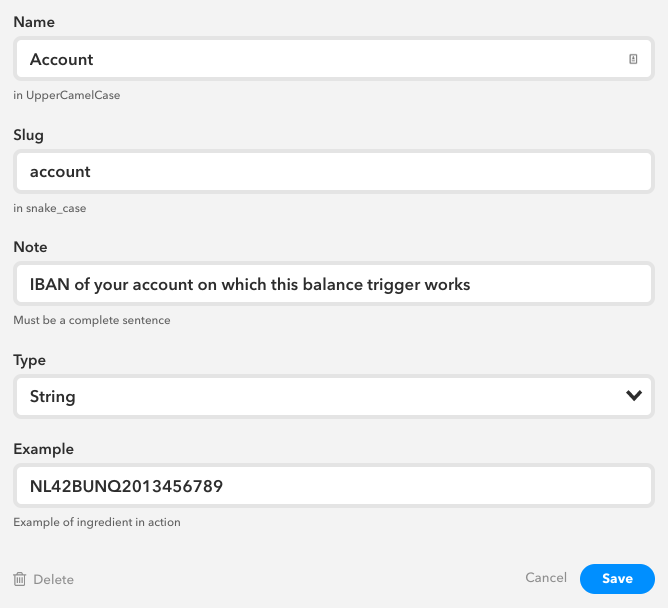 Name
Account
in UpperCamelCase
Slug
account
in snake_case
Note
IBAN of your account on which this balance trigger works
Must be a complete sentence
Type
String
Example
NL42BUNQ2013456789
Example of ingredient in action
Delete
Cancel
Save